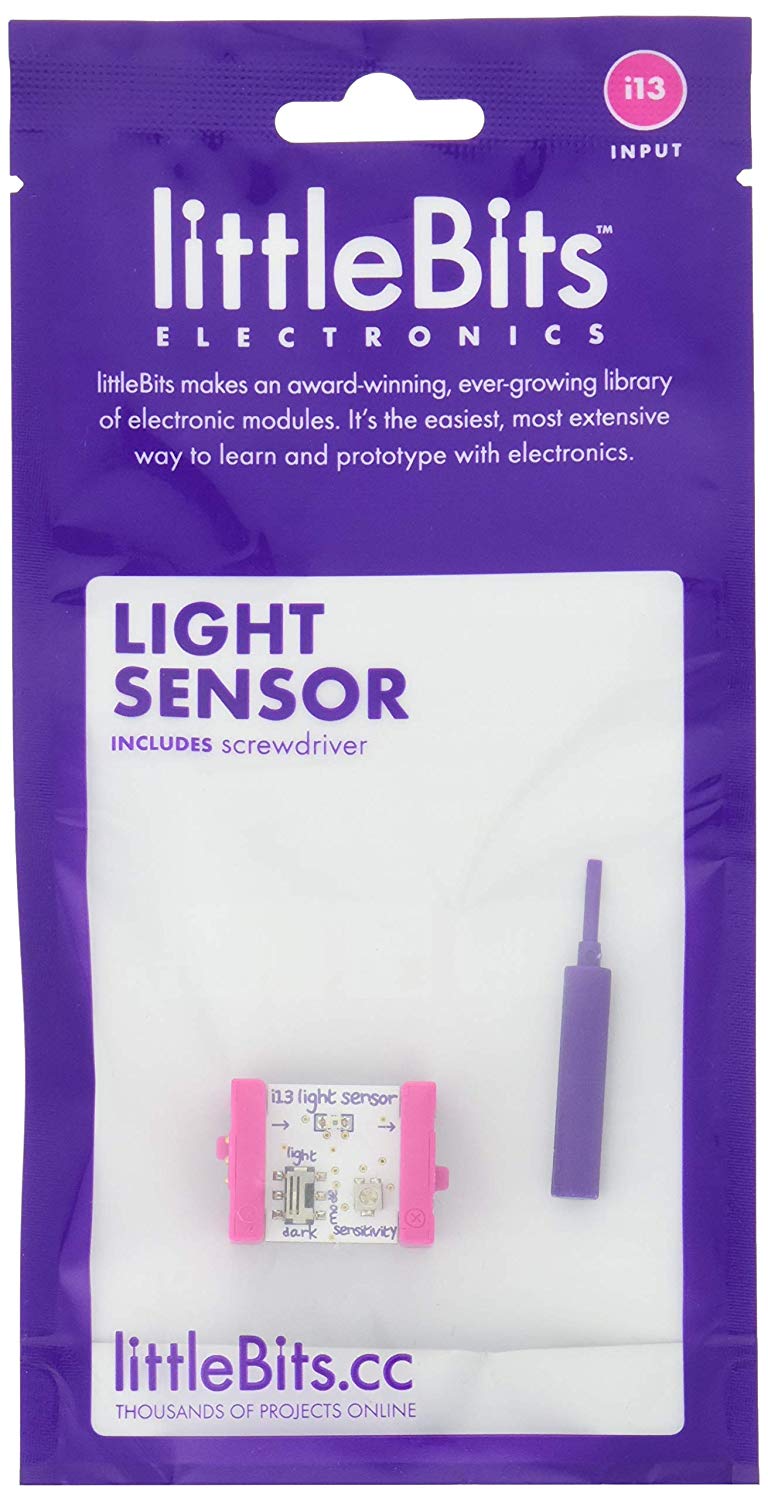 i13
INPUT
littleBits™
ELECTRONICS
littleBits makes an award-winning, ever-growing library
of electronic modules. It's the easiest, most extensive
way to learn and prototype with electronics.
LIGHT
SENSOR
INCLUDES screwdriver
i13 light sensor
light
mode
dark
sensitivity
littleBits.cc
THOUSANDS OF PROJECTS ONLINE